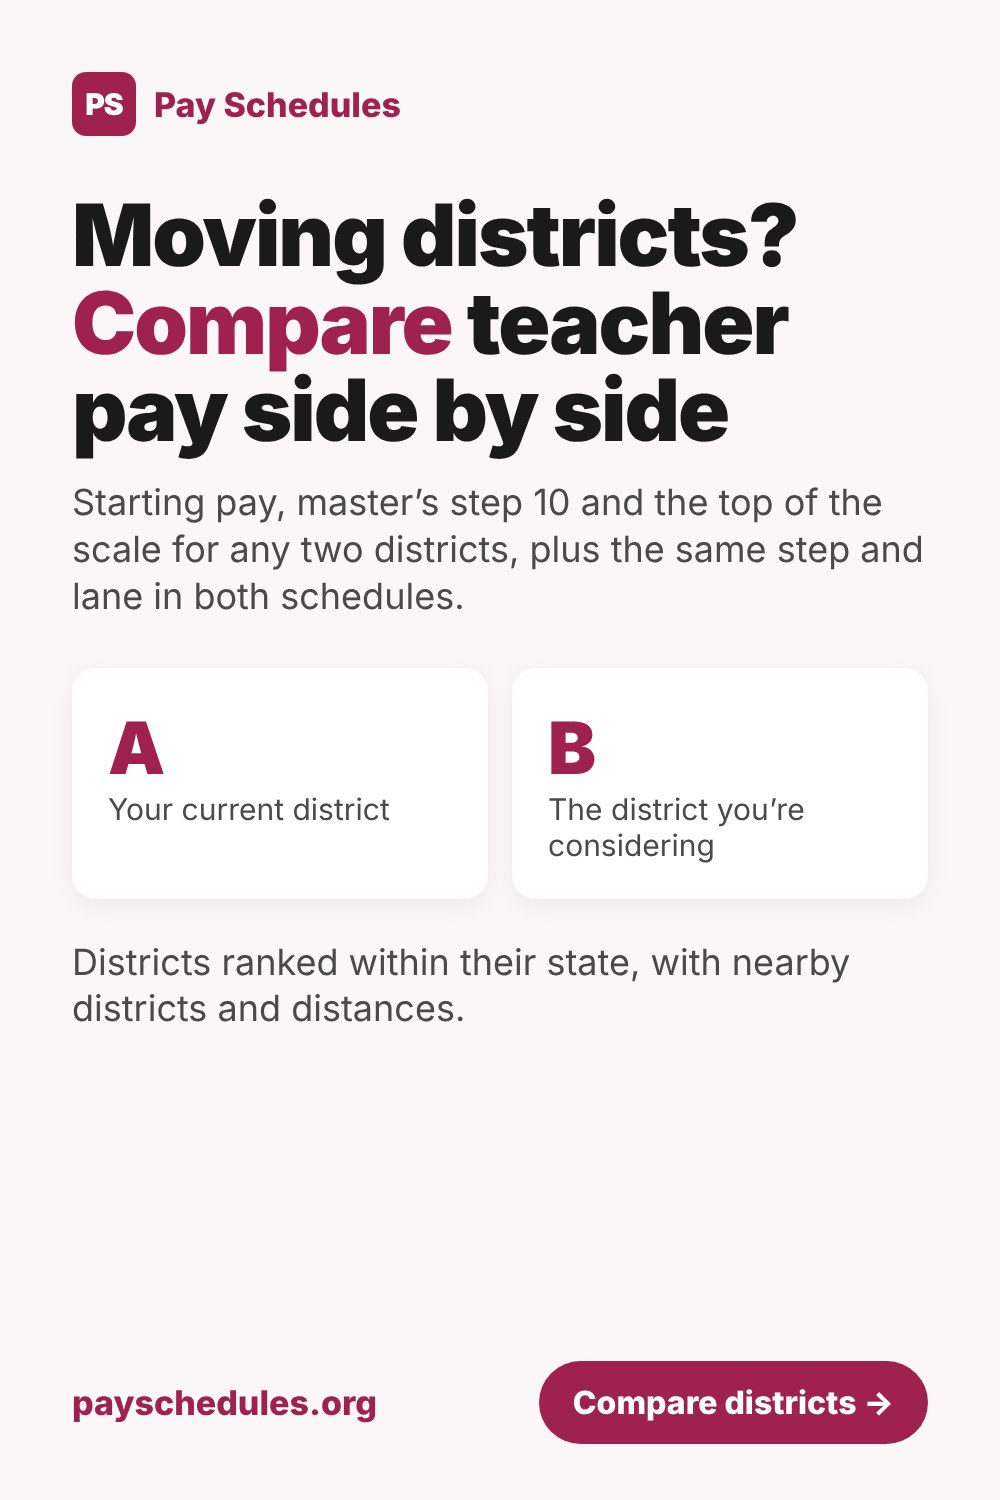 PS Pay Schedules
Moving districts?
Compare teacher
pay side by side
Starting pay, master’s step 10 and the top of the
scale for any two districts, plus the same step and
lane in both schedules.
A
Your current district
B
The district you’re
considering
Districts ranked within their state, with nearby
districts and distances.
payschedules.org
Compare districts →